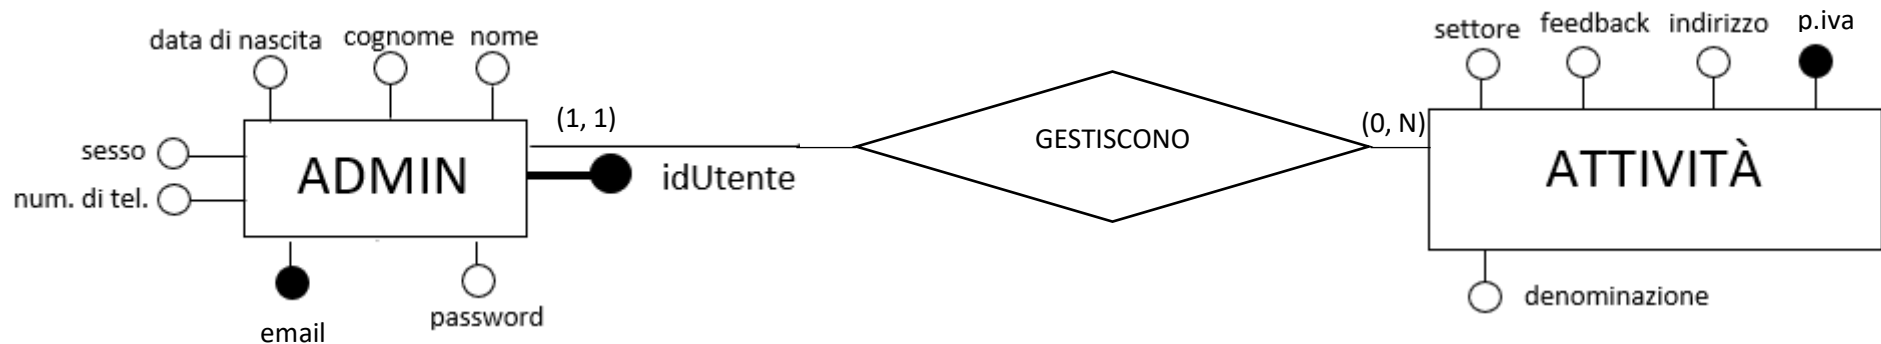 data di nascita
cognome
nome
sesso
num. di tel.
ADMIN
(1, 1)
idUtente
email
password
GESTISCONO
(0, N)
settore
feedback
indirizzo
p.iva
ATTIVITÀ
denominazione